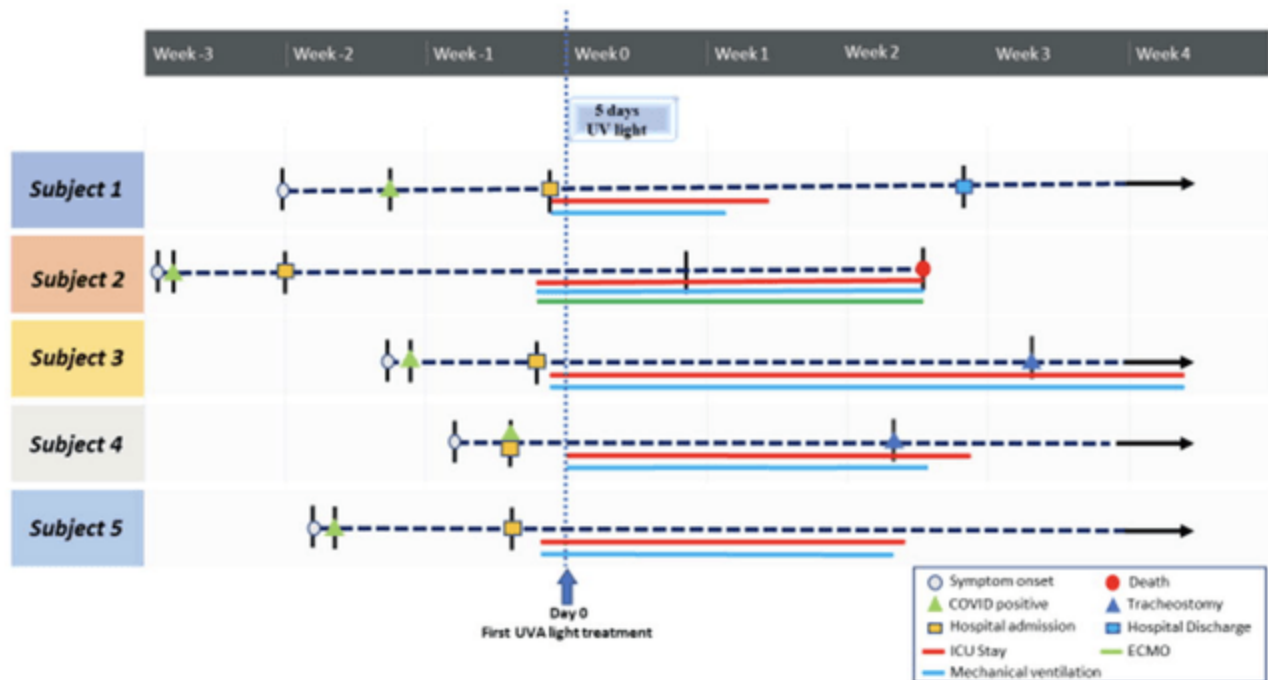 Week -3 Week -2 Week -1 Week 0 Week 1 Week 2 Week 3 Week 4
5 days
UV light
Subject 1
Subject 2
Subject 3
Subject 4
Subject 5
Day 0
First UVA light treatment
Symptom onset Death
COVID positive Tracheostomy
Hospital admission Hospital Discharge
ICU Stay ECMO
Mechanical ventilation